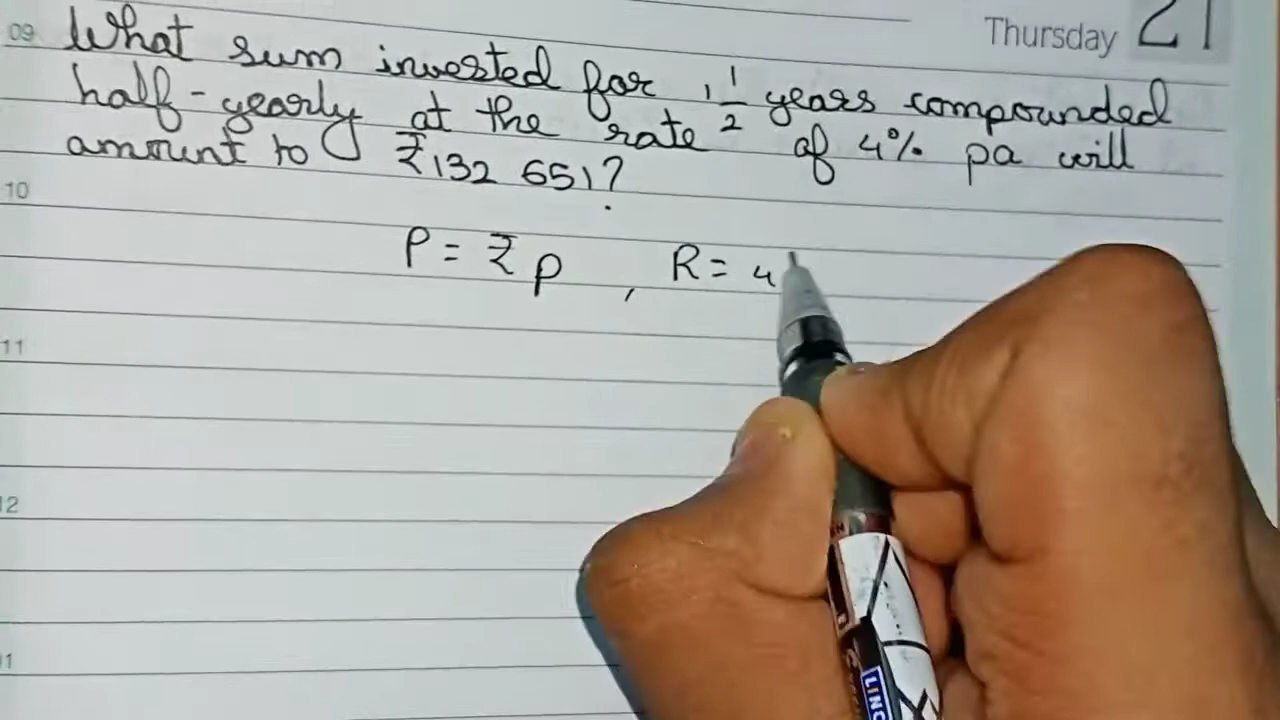 Thursday 21
09
What sum invested for 1 1/2 years compounded
half-yearly at the rate of 4% pa will
amount to ₹132 651?
10
P = ₹ P , R = 4
11
12
LINC